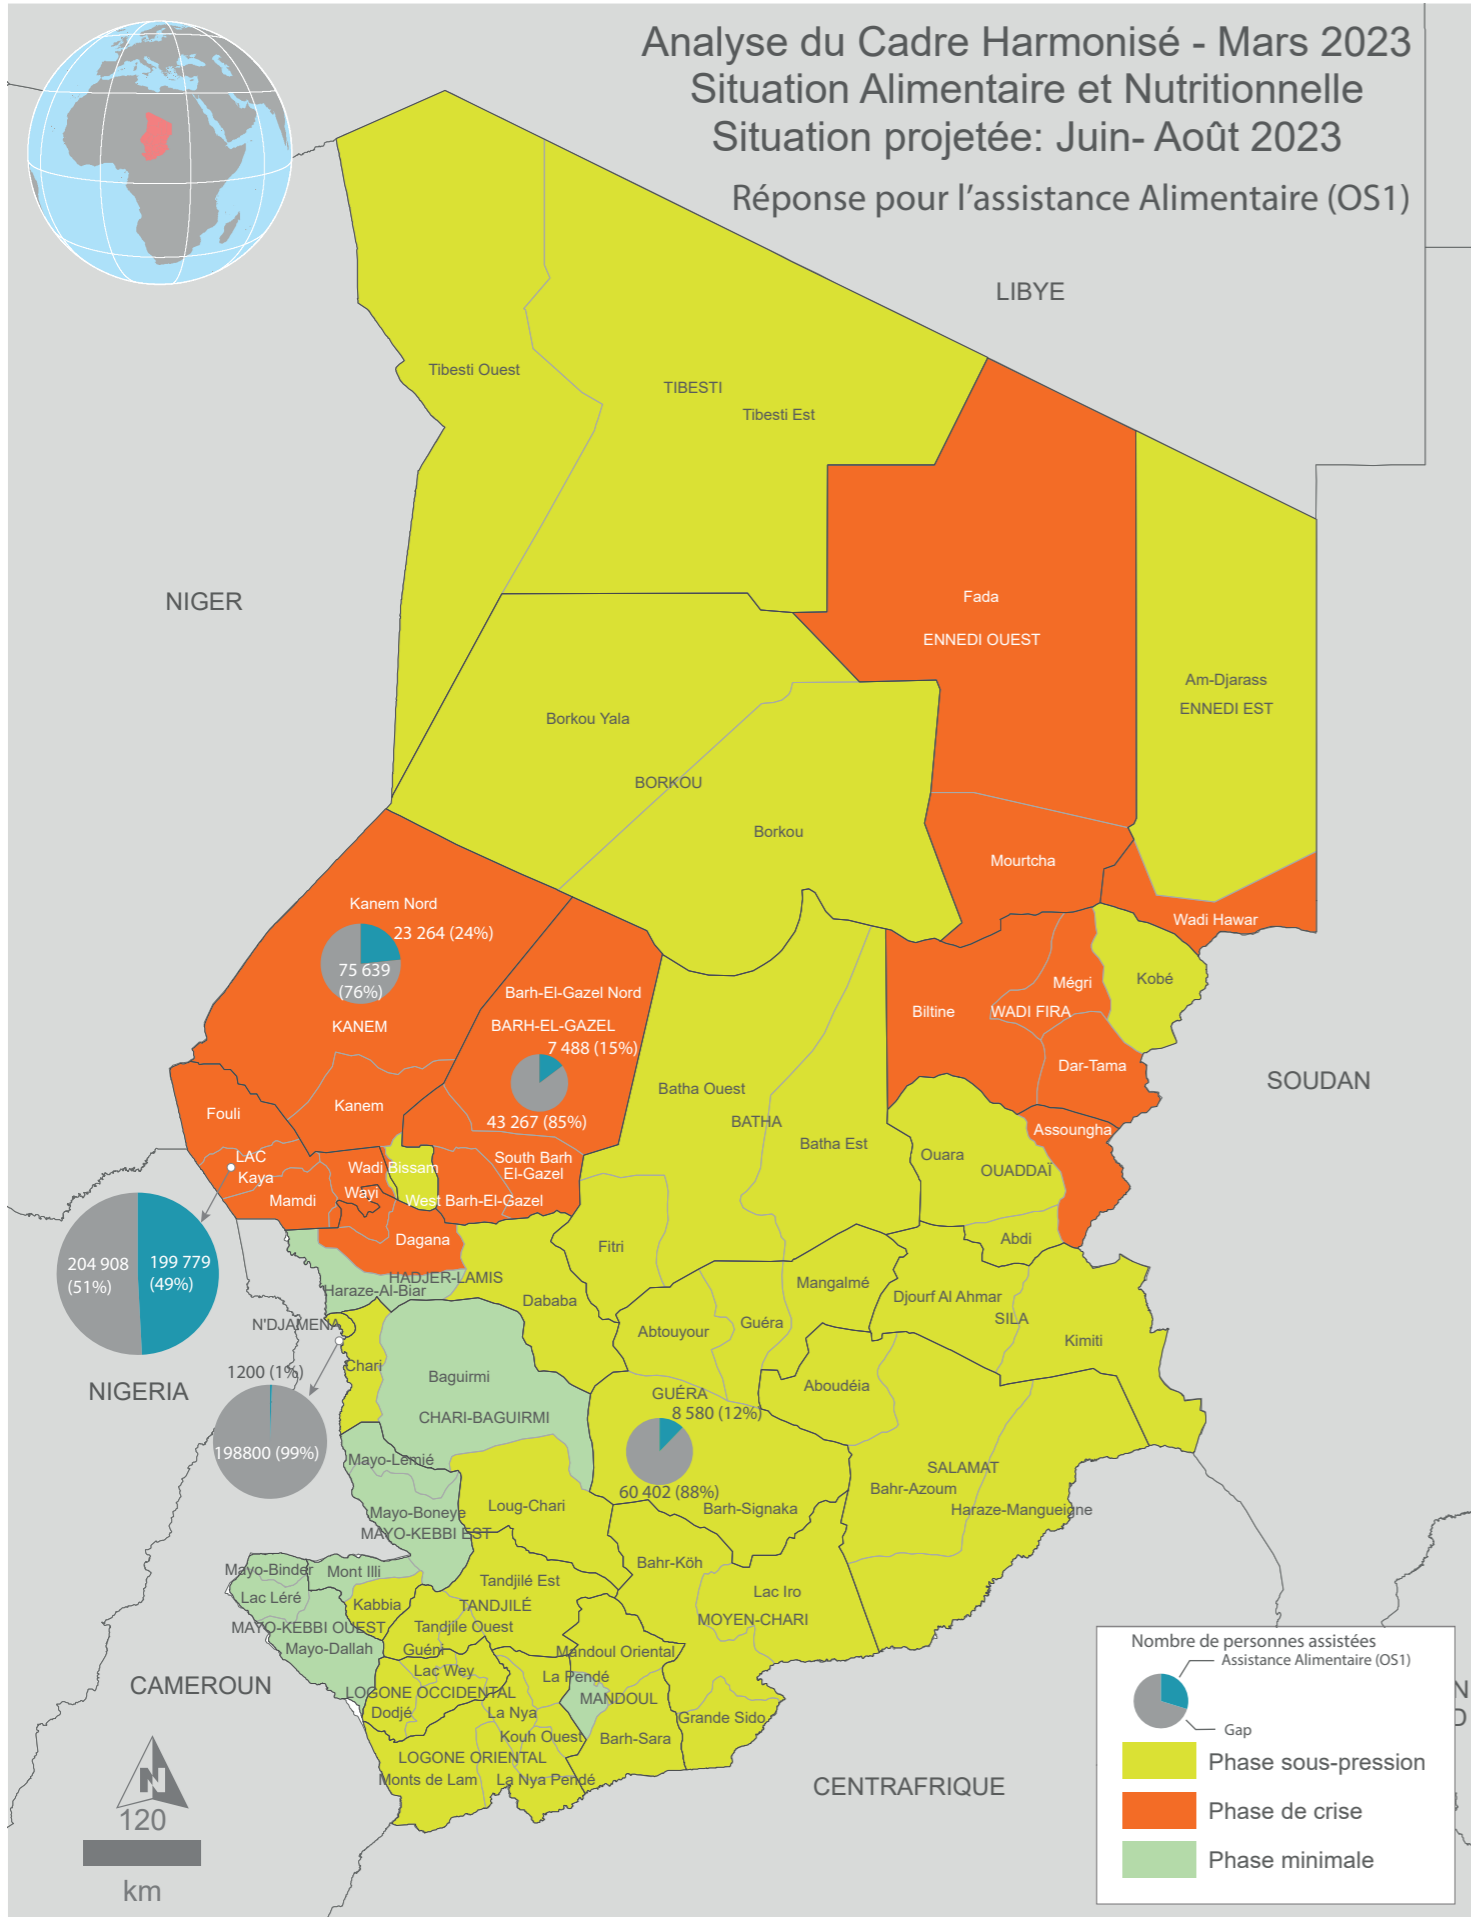 Analyse du Cadre Harmonisé - Mars 2023
Situation Alimentaire et Nutritionnelle
Situation projetée: Juin- Août 2023
Réponse pour l'assistance Alimentaire (OS1)
LIBYE
Tibesti Ouest
TIBESTI
Tibesti Est
NIGER
Fada
ENNEDI OUEST
Am-Djarass
ENNEDI EST
Borkou Yala
BORKOU
Borkou
Mourtcha
Kanem Nord
23 264 (24%)
75 639
(76%)
KANEM
Wadi Hawar
Barh-El-Gazel Nord
BARH-EL-GAZEL
7 488 (15%)
43 267 (85%)
Biltine
Mégri
WADI FIRA
Kobé
Dar-Tama
SOUDAN
Batha Ouest
BATHA
Batha Est
Fouli
Kanem
Assoungha
LAC
Kaya
Wadi Bissam
South Barh
El-Gazel
Ouara
OUADDAÏ
Mamdi
Wayi
West Barh-El-Gazel
Dagana
Fitri
Abdi
204 908
(51%)
199 779
(49%)
HADJER-LAMIS
Haraze-Al-Biar
Dababa
Mangalmé
Djourf Al Ahmar
SILA
N'DJAMENA
Abtouyour
Guéra
Kimiti
Chari
1200 (1%)
NIGERIA
Baguirmi
Aboudéia
GUÉRA
8 580 (12%)
CHARI-BAGUIRMI
198800 (99%)
Mayo-Lemié
60 402 (88%)
Barh-Signaka
SALAMAT
Bahr-Azoum
Haraze-Mangueigne
Loug-Chari
Mayo-Boneye
MAYO-KEBBI EST
Mayo-Binder
Mont Illi
Bahr-Köh
Lac Iro
MOYEN-CHARI
Tandjilé Est
TANDJILÉ
Tandjile Ouest
Lac Léré
Kabbia
MAYO-KEBBI OUEST
Mayo-Dallah
Guéni
Mandoul Oriental
Lac Wey
La Pendé
CAMEROUN
LOGONE OCCIDENTAL
MANDOUL
Dodjé
La Nya
Grande Sido
Kouh Ouest
Barh-Sara
LOGONE ORIENTAL
Monts de Lam
La Nya Pendé
CENTRAFRIQUE
N
120
km
Nombre de personnes assistées
Assistance Alimentaire (OS1)
Gap
Phase sous-pression
Phase de crise
Phase minimale
N